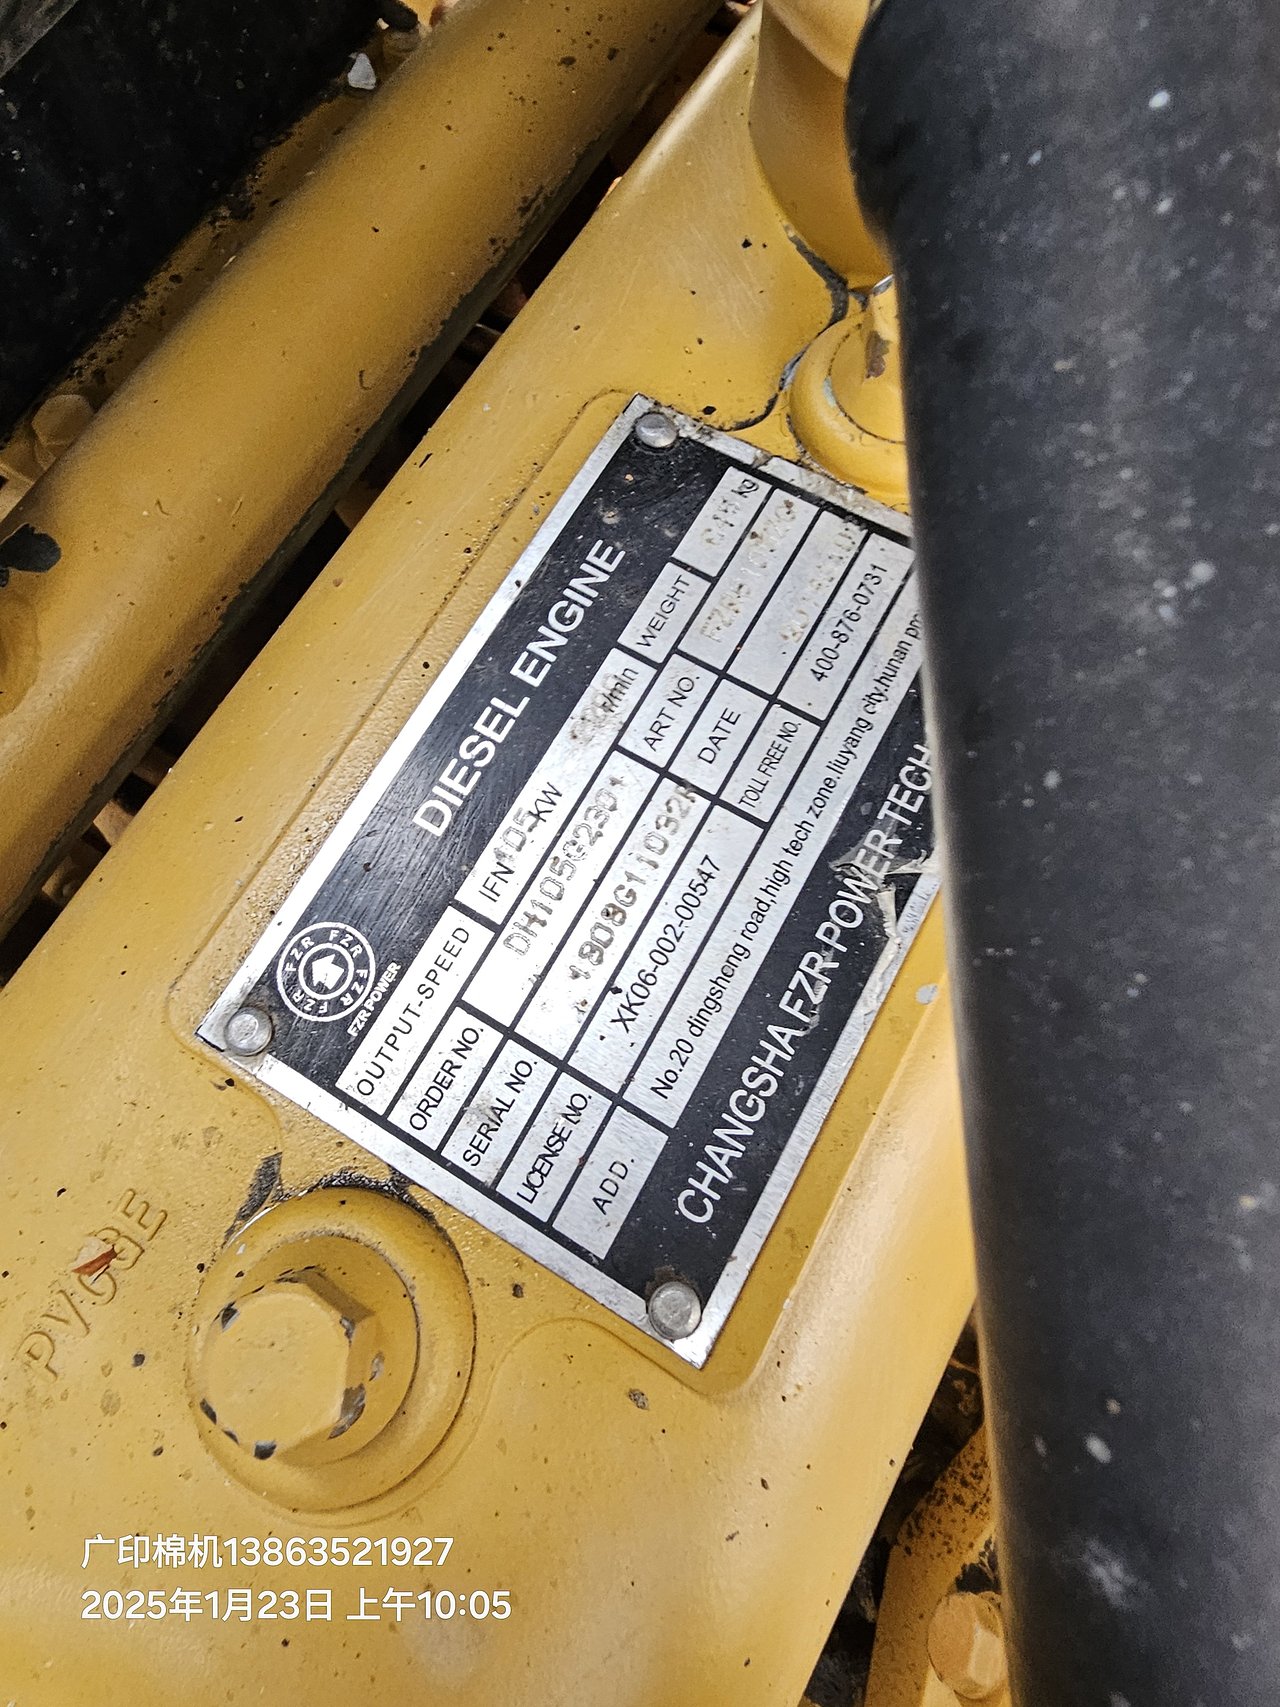 FZR FZR FZR FZR
FZR POWER
DIESEL ENGINE
OUTPUT-SPEED IFN105-KW r/min WEIGHT kg
ORDER NO. DH105G2301 ART NO.
SERIAL NO. DATE
LICENSE NO. XK06-002-00547 TOLL FREE NO. 400-876-0731
ADD. No.20 dingsheng road,high tech zone.liuyang city.hunan
CHANGSHA FZR POWER TECH
广印棉机13863521927
2025年1月23日 上午10:05